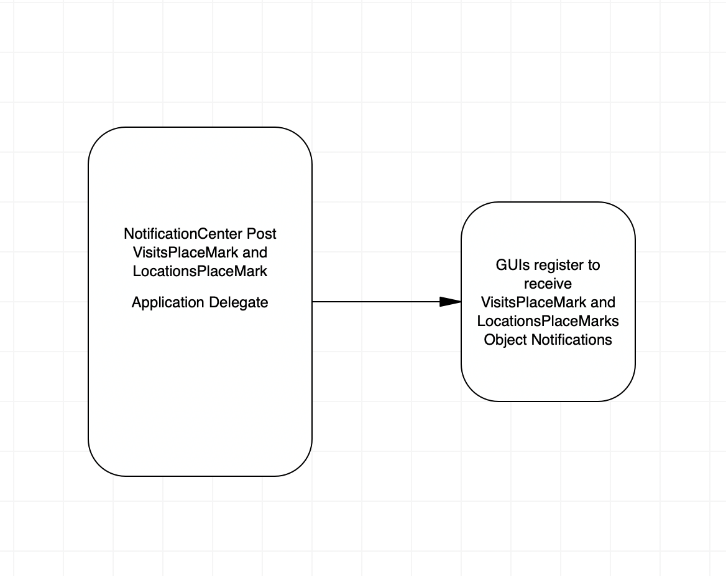 NotificationCenter Post
VisitsPlaceMark and
LocationsPlaceMark
Application Delegate
GUIs register to
receive
VisitsPlaceMark and
LocationsPlaceMarks
Object Notifications